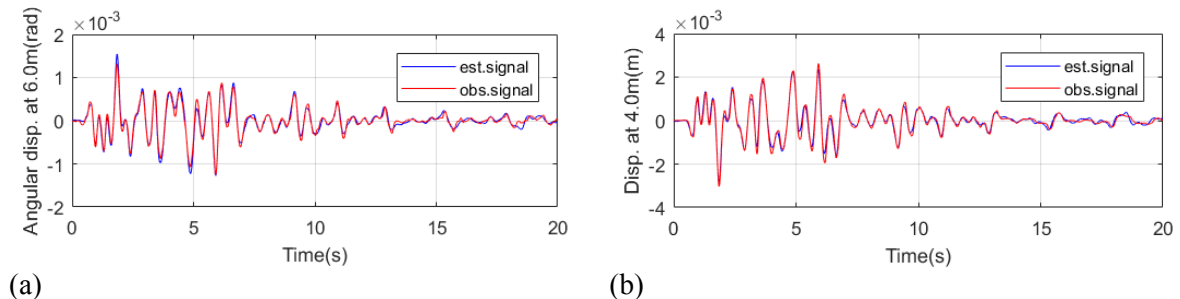 ×10⁻³
Angular disp. at 6.0m(rad)
2
1
0
-1
-2
est.signal
obs.signal
0
5
10
15
20
Time(s)
(a)
×10⁻³
Disp. at 4.0m(m)
4
2
0
-2
-4
est.signal
obs.signal
0
5
10
15
20
Time(s)
(b)